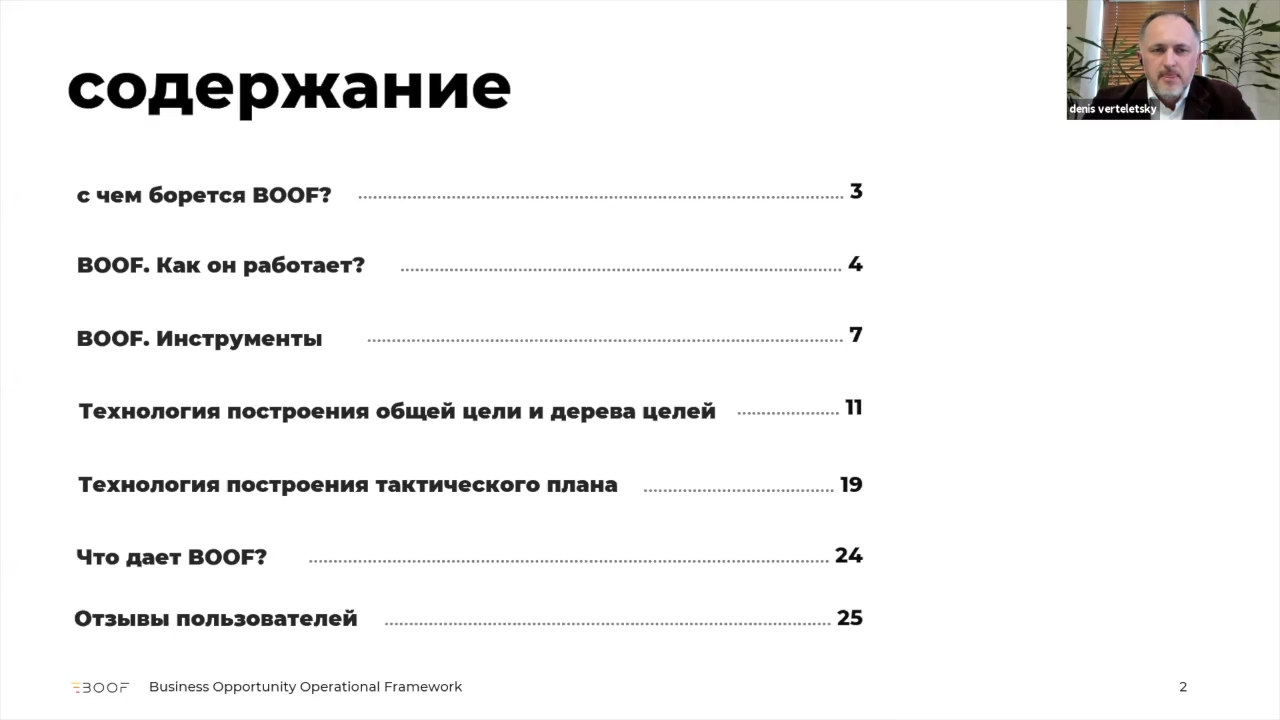 содержание
denis verteletsky
с чем борется BOOF? 3
BOOF. Как он работает? 4
BOOF. Инструменты 7
Технология построения общей цели и дерева целей 11
Технология построения тактического плана 19
Что дает BOOF? 24
Отзывы пользователей 25
BOOF Business Opportunity Operational Framework 2